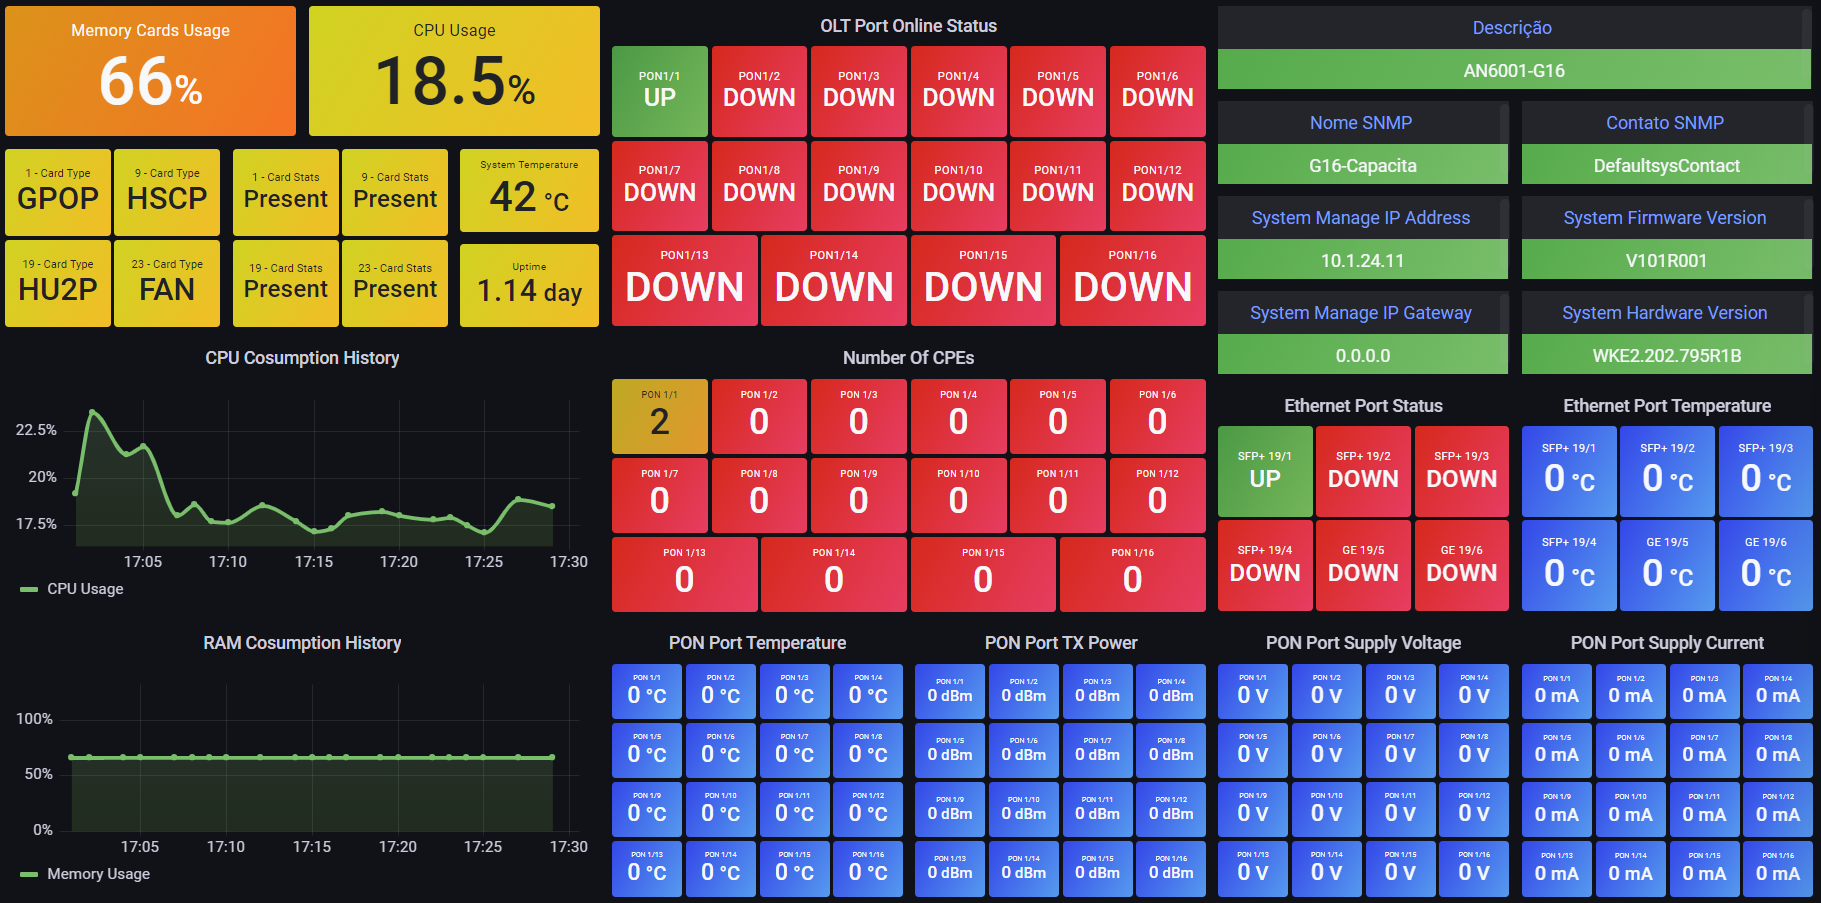 Memory Cards Usage
66%
CPU Usage
18.5%
1 - Card Type
GPOP
9 - Card Type
HSCP
1 - Card Stats
Present
9 - Card Stats
Present
System Temperature
42 °C
19 - Card Type
HU2P
23 - Card Type
FAN
19 - Card Stats
Present
23 - Card Stats
Present
Uptime
1.14 day
CPU Cosumption History
22.5%
20%
17.5%
17:05 17:10 17:15 17:20 17:25 17:30
CPU Usage
RAM Cosumption History
100%
50%
0%
17:05 17:10 17:15 17:20 17:25 17:30
Memory Usage
OLT Port Online Status
PON1/1 PON1/2 PON1/3 PON1/4 PON1/5 PON1/6
UP DOWN DOWN DOWN DOWN DOWN
PON1/7 PON1/8 PON1/9 PON1/10 PON1/11 PON1/12
DOWN DOWN DOWN DOWN DOWN DOWN
PON1/13 PON1/14 PON1/15 PON1/16
DOWN DOWN DOWN DOWN
Number Of CPEs
PON 1/1 PON 1/2 PON 1/3 PON 1/4 PON 1/5 PON 1/6
2 0 0 0 0 0
PON 1/7 PON 1/8 PON 1/9 PON 1/10 PON 1/11 PON 1/12
0 0 0 0 0 0
PON 1/13 PON 1/14 PON 1/15 PON 1/16
0 0 0 0
Descrição
AN6001-G16
Nome SNMP
G16-Capacita
Contato SNMP
DefaultsysContact
System Manage IP Address
10.1.24.11
System Firmware Version
V101R001
System Manage IP Gateway
0.0.0.0
System Hardware Version
WKE2.202.795R1B
Ethernet Port Status
SFP+ 19/1 SFP+ 19/2 SFP+ 19/3
UP DOWN DOWN
SFP+ 19/4 GE 19/5 GE 19/6
DOWN DOWN DOWN
Ethernet Port Temperature
SFP+ 19/1 SFP+ 19/2 SFP+ 19/3
0 °C 0 °C 0 °C
SFP+ 19/4 GE 19/5 GE 19/6
0 °C 0 °C 0 °C
PON Port Temperature
PON 1/1 PON 1/2 PON 1/3 PON 1/4
0 °C 0 °C 0 °C 0 °C
PON 1/5 PON 1/6 PON 1/7 PON 1/8
0 °C 0 °C 0 °C 0 °C
PON 1/9 PON 1/10 PON 1/11 PON 1/12
0 °C 0 °C 0 °C 0 °C
PON 1/13 PON 1/14 PON 1/15 PON 1/16
0 °C 0 °C 0 °C 0 °C
PON Port TX Power
PON 1/1 PON 1/2 PON 1/3 PON 1/4
0 dBm 0 dBm 0 dBm 0 dBm
PON 1/5 PON 1/6 PON 1/7 PON 1/8
0 dBm 0 dBm 0 dBm 0 dBm
PON 1/9 PON 1/10 PON 1/11 PON 1/12
0 dBm 0 dBm 0 dBm 0 dBm
PON 1/13 PON 1/14 PON 1/15 PON 1/16
0 dBm 0 dBm 0 dBm 0 dBm
PON Port Supply Voltage
PON 1/1 PON 1/2 PON 1/3 PON 1/4
0 V 0 V 0 V 0 V
PON 1/5 PON 1/6 PON 1/7 PON 1/8
0 V 0 V 0 V 0 V
PON 1/9 PON 1/10 PON 1/11 PON 1/12
0 V 0 V 0 V 0 V
PON 1/13 PON 1/14 PON 1/15 PON 1/16
0 V 0 V 0 V 0 V
PON Port Supply Current
PON 1/1 PON 1/2 PON 1/3 PON 1/4
0 mA 0 mA 0 mA 0 mA
PON 1/5 PON 1/6 PON 1/7 PON 1/8
0 mA 0 mA 0 mA 0 mA
PON 1/9 PON 1/10 PON 1/11 PON 1/12
0 mA 0 mA 0 mA 0 mA
PON 1/13 PON 1/14 PON 1/15 PON 1/16
0 mA 0 mA 0 mA 0 mA